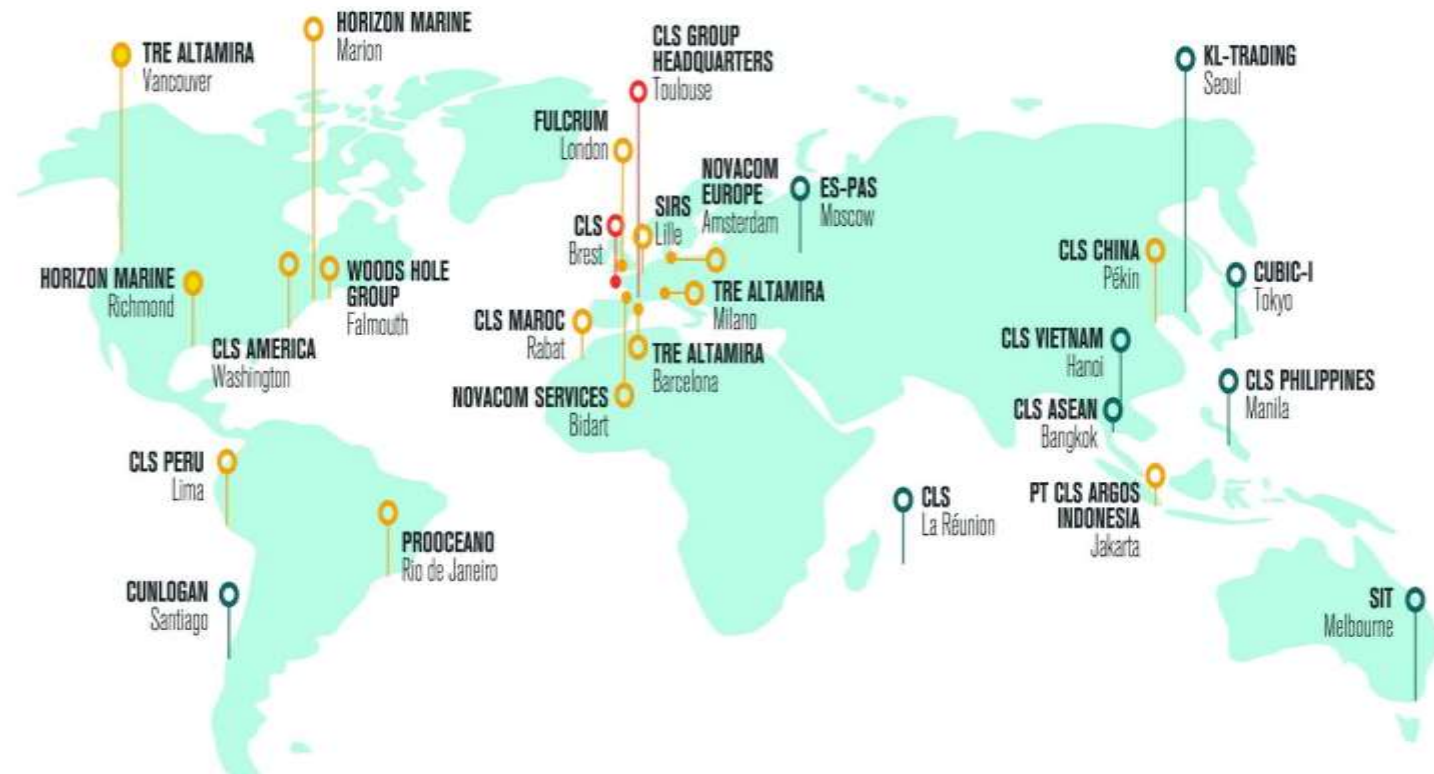 HORIZON MARINE
Marion
TRE ALTAMIRA
Vancouver
CLS GROUP
HEADQUARTERS
Toulouse
KL-TRADING
Seoul
FULCRUM
London
NOVACOM
EUROPE
Amsterdam
ES-PAS
Moscow
SIRS
Lille
CLS
Brest
HORIZON MARINE
Richmond
WOODS HOLE
GROUP
Falmouth
CLS AMERICA
Washington
CLS MAROC
Rabat
TRE ALTAMIRA
Milano
TRE ALTAMIRA
Barcelona
NOVACOM SERVICES
Bidart
CLS CHINA
Pékin
CUBIC-I
Tokyo
CLS VIETNAM
Hanoi
CLS PHILIPPINES
Manila
CLS ASEAN
Bangkok
CLS PERU
Lima
PROOCEANO
Rio de Janeiro
CLS
La Réunion
PT CLS ARGOS
INDONESIA
Jakarta
CUNLOGAN
Santiago
SIT
Melbourne